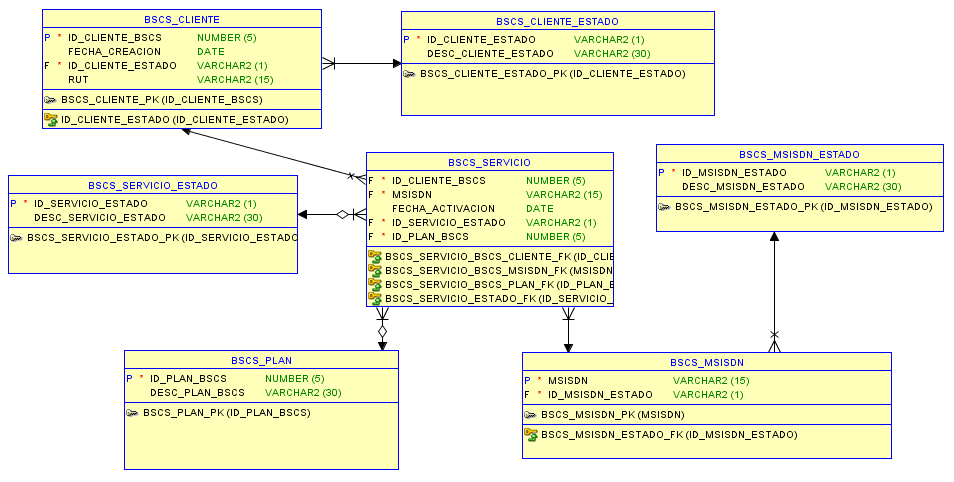 BSCS_CLIENTE
P * ID_CLIENTE_BSCS NUMBER (5)
FECHA_CREACION DATE
F * ID_CLIENTE_ESTADO VARCHAR2 (1)
RUT VARCHAR2 (15)
BSCS_CLIENTE_PK (ID_CLIENTE_BSCS)
ID_CLIENTE_ESTADO (ID_CLIENTE_ESTADO)
BSCS_CLIENTE_ESTADO
P * ID_CLIENTE_ESTADO VARCHAR2 (1)
DESC_CLIENTE_ESTADO VARCHAR2 (30)
BSCS_CLIENTE_ESTADO_PK (ID_CLIENTE_ESTADO)
BSCS_SERVICIO_ESTADO
P * ID_SERVICIO_ESTADO VARCHAR2 (1)
DESC_SERVICIO_ESTADO VARCHAR2 (30)
BSCS_SERVICIO_ESTADO_PK (ID_SERVICIO_ESTADO
BSCS_SERVICIO
F * ID_CLIENTE_BSCS NUMBER (5)
F * MSISDN VARCHAR2 (15)
FECHA_ACTIVACION DATE
F * ID_SERVICIO_ESTADO VARCHAR2 (1)
F * ID_PLAN_BSCS NUMBER (5)
BSCS_SERVICIO_BSCS_CLIENTE_FK (ID_CLIE
BSCS_SERVICIO_BSCS_MSISDN_FK (MSISDN
BSCS_SERVICIO_BSCS_PLAN_FK (ID_PLAN_B
BSCS_SERVICIO_ESTADO_FK (ID_SERVICIO_
BSCS_MSISDN_ESTADO
P * ID_MSISDN_ESTADO VARCHAR2 (1)
DESC_MSISDN_ESTADO VARCHAR2 (30)
BSCS_MSISDN_ESTADO_PK (ID_MSISDN_ESTADO)
BSCS_PLAN
P * ID_PLAN_BSCS NUMBER (5)
DESC_PLAN_BSCS VARCHAR2 (30)
BSCS_PLAN_PK (ID_PLAN_BSCS)
BSCS_MSISDN
P * MSISDN VARCHAR2 (15)
F * ID_MSISDN_ESTADO VARCHAR2 (1)
BSCS_MSISDN_PK (MSISDN)
BSCS_MSISDN_ESTADO_FK (ID_MSISDN_ESTADO)